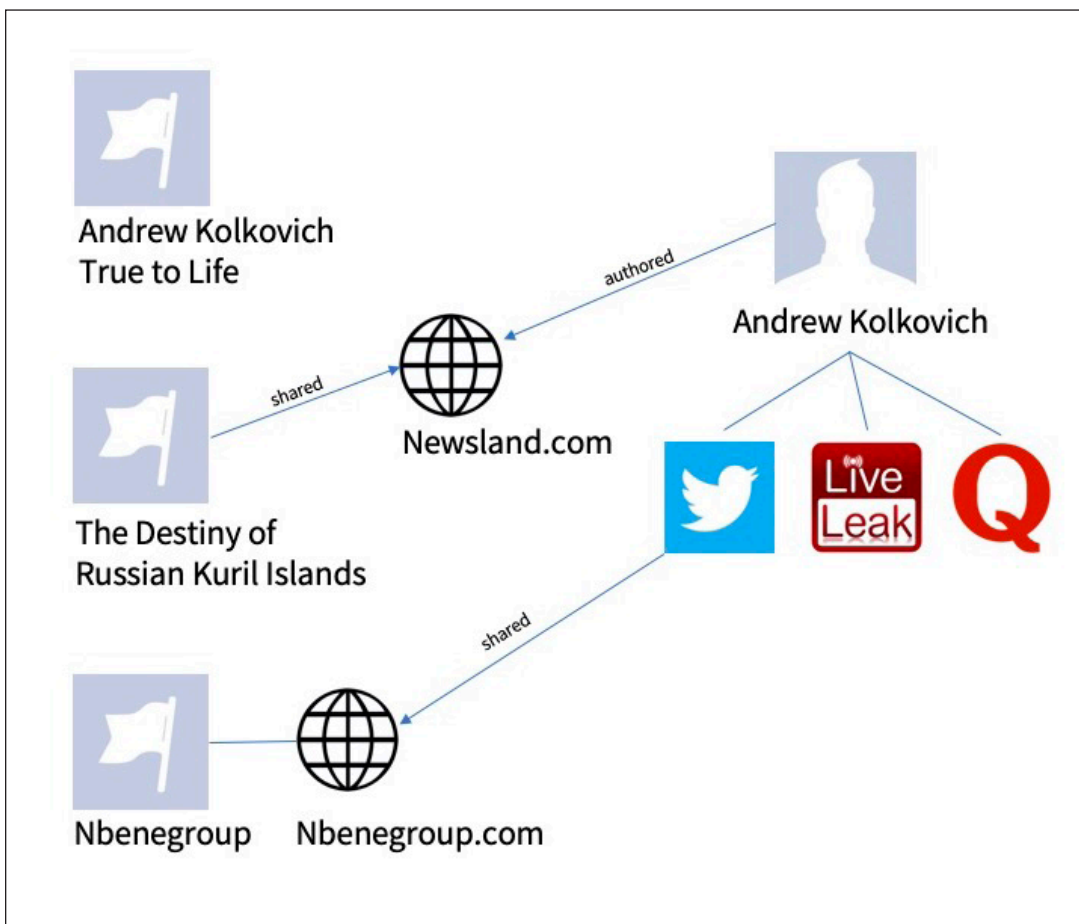 Andrew Kolkovich
True to Life
authored
Andrew Kolkovich
shared
Newsland.com
Live
Leak
Q
The Destiny of
Russian Kuril Islands
shared
Nbenegroup
Nbenegroup.com